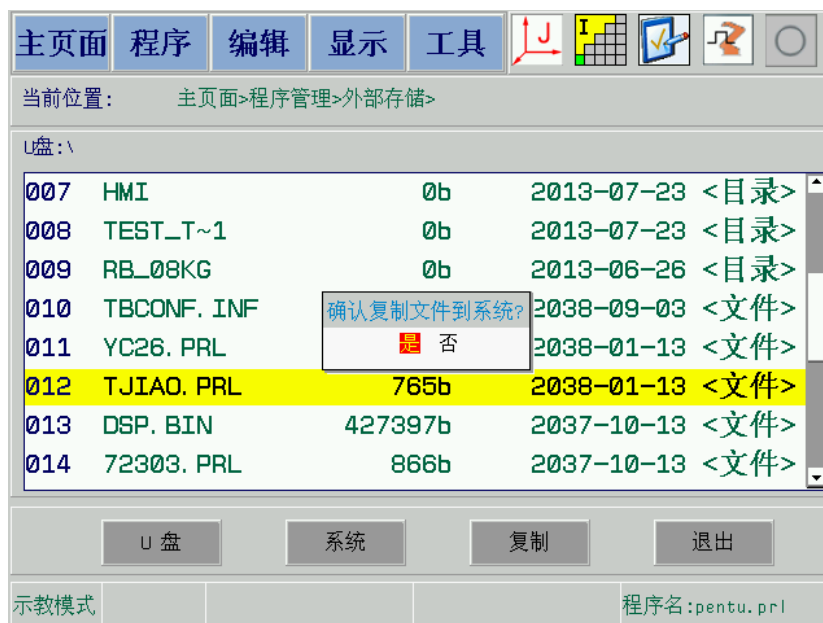 主页面 程序 编辑 显示 工具 J I
当前位置: 主页面>程序管理>外部存储>
U盘:\
007 HMI 0b 2013-07-23 <目录>
008 TEST_T~1 0b 2013-07-23 <目录>
009 RB_08KG 0b 2013-06-26 <目录>
010 TBCONF.INF 2038-09-03 <文件>
确认复制文件到系统?
是 否
011 YC26.PRL 2038-01-13 <文件>
012 TJIAO.PRL 765b 2038-01-13 <文件>
013 DSP.BIN 427397b 2037-10-13 <文件>
014 72303.PRL 866b 2037-10-13 <文件>
U盘 系统 复制 退出
示教模式 程序名:pentu.prl